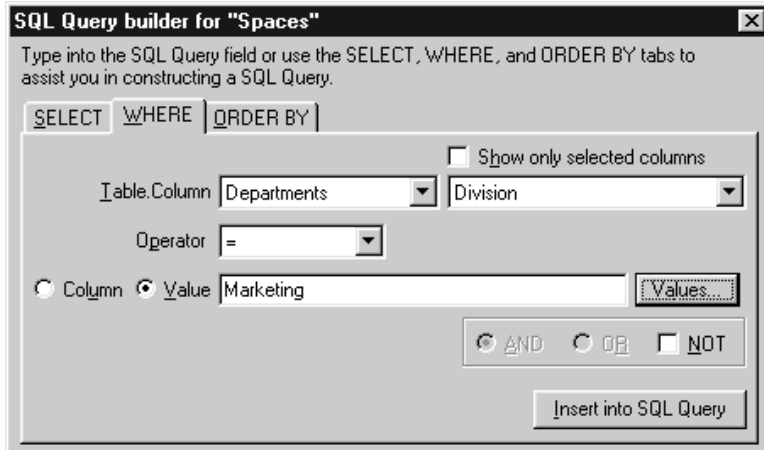 SQL Query builder for "Spaces"
Type into the SQL Query field or use the SELECT, WHERE, and ORDER BY tabs to
assist you in constructing a SQL Query.
SELECT WHERE ORDER BY
Show only selected columns
Table.Column Departments Division
Operator =
Column Value Marketing Values...
AND OR NOT
Insert into SQL Query